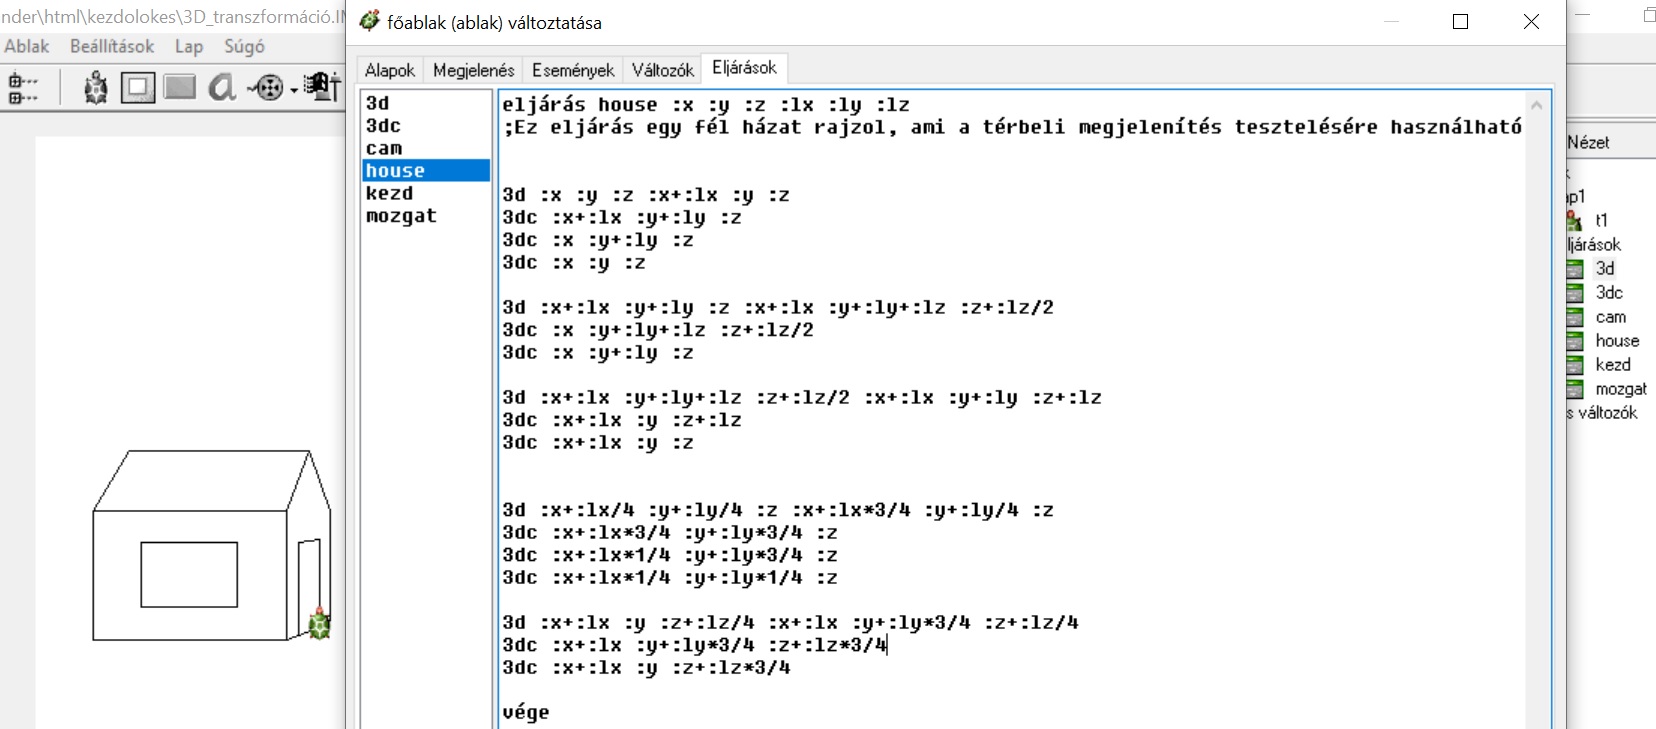 nder\html\kezdolokes\3D_transzformáció.IM
Ablak Beállítások Lap Súgó
főablak (ablak) változtatása
Alapok Megjelenés Események Változók Eljárások
3d
3dc
cam
house
kezd
mozgat
eljárás house :x :y :z :lx :ly :lz
;Ez eljárás egy fél házat rajzol, ami a térbeli megjelenítés tesztelésére használható
3d :x :y :z :x+:lx :y :z
3dc :x+:lx :y+:ly :z
3dc :x :y+:ly :z
3dc :x :y :z
3d :x+:lx :y+:ly :z :x+:lx :y+:ly+:lz :z+:lz/2
3dc :x :y+:ly+:lz :z+:lz/2
3dc :x :y+:ly :z
3d :x+:lx :y+:ly+:lz :z+:lz/2 :x+:lx :y+:ly :z+:lz
3dc :x+:lx :y :z+:lz
3dc :x+:lx :y :z
3d :x+:lx/4 :y+:ly/4 :z :x+:lx*3/4 :y+:ly/4 :z
3dc :x+:lx*3/4 :y+:ly*3/4 :z
3dc :x+:lx*1/4 :y+:ly*3/4 :z
3dc :x+:lx*1/4 :y+:ly*1/4 :z
3d :x+:lx :y :z+:lz/4 :x+:lx :y+:ly*3/4 :z+:lz/4
3dc :x+:lx :y+:ly*3/4 :z+:lz*3/4
3dc :x+:lx :y :z+:lz*3/4
vége
Nézet
k
ap1
t1
ljárások
3d
3dc
cam
house
kezd
mozgat
s változók